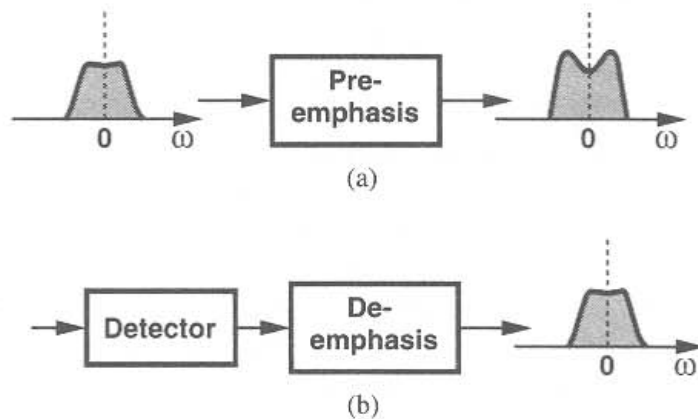 Pre-
emphasis
0 ω
0 ω
(a)
Detector
De-
emphasis
0 ω
(b)